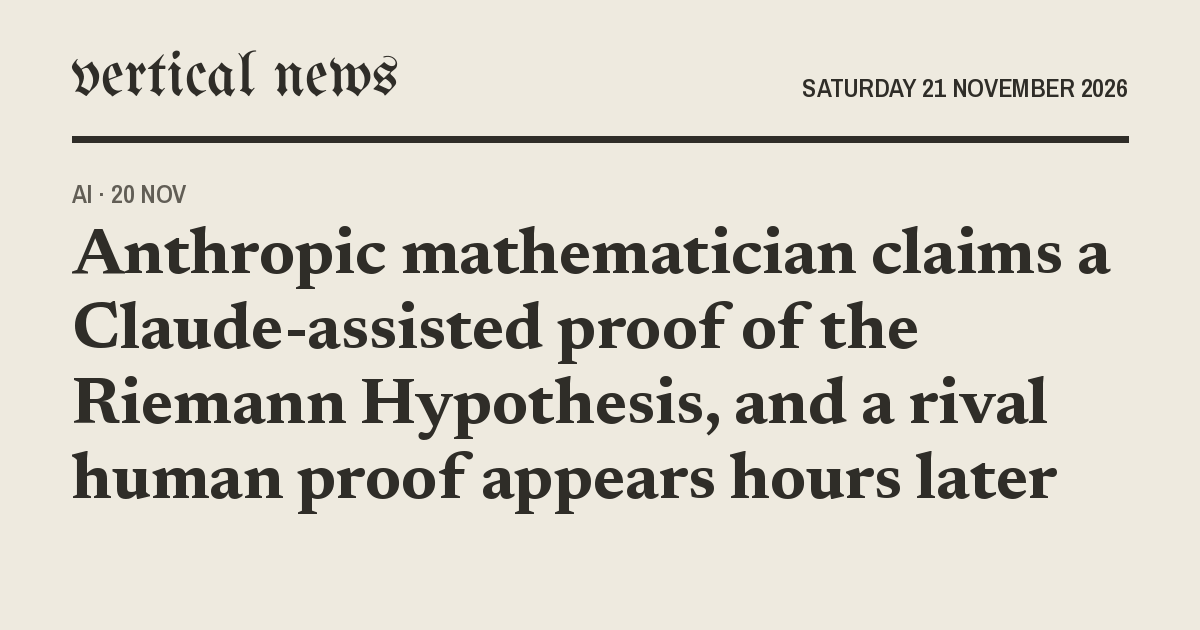 vertical news
SATURDAY 21 NOVEMBER 2026
AI · 20 NOV
Anthropic mathematician claims a
Claude-assisted proof of the
Riemann Hypothesis, and a rival
human proof appears hours later